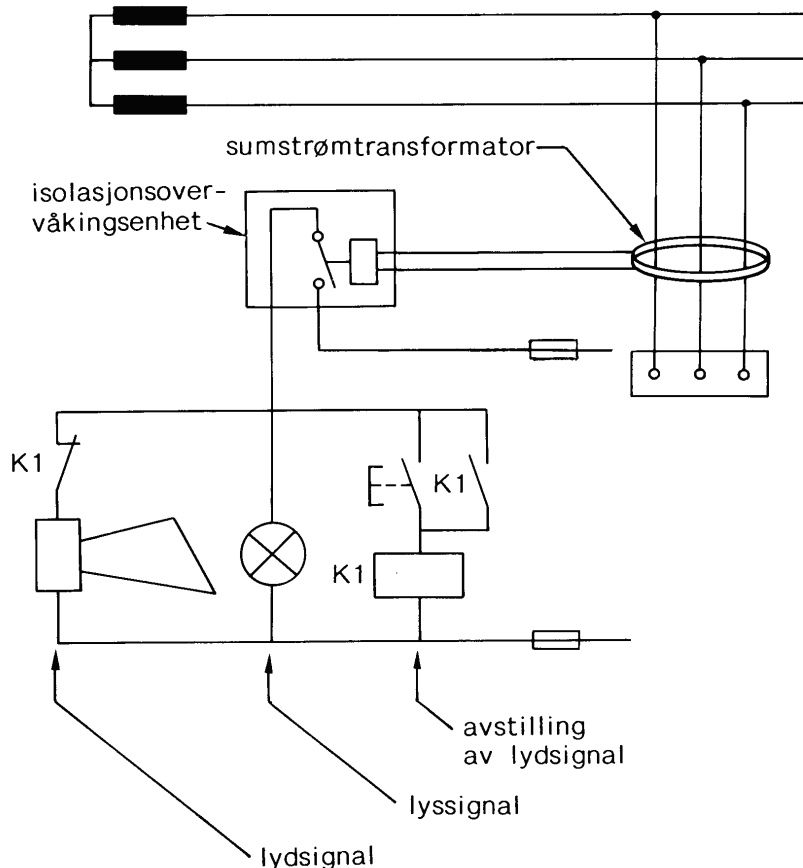 sumstrømtransformator
isolasjonsover-
våkingsenhet
K1
K1
K1
avstilling
av lydsignal
lyssignal
lydsignal